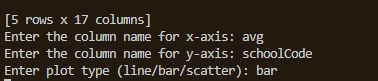 [5 rows x 17 columns]
Enter the column name for x-axis: avg
Enter the column name for y-axis: schoolCode
Enter plot type (line/bar/scatter): bar